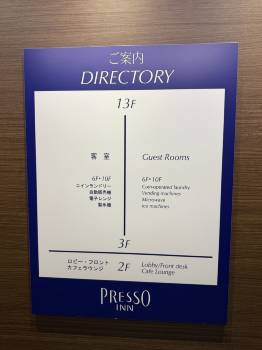 ご案内
DIRECTORY
13F
客 室
Guest Rooms
6F・10F
コインランドリー
自動販売機
電子レンジ
製氷機
6F・10F
Coin-operated laundry
Vending machines
Microwave
Ice machines
3F
ロビー・フロント
カフェラウンジ
2F
Lobby/Front desk
Cafe Lounge
PRESSO
INN